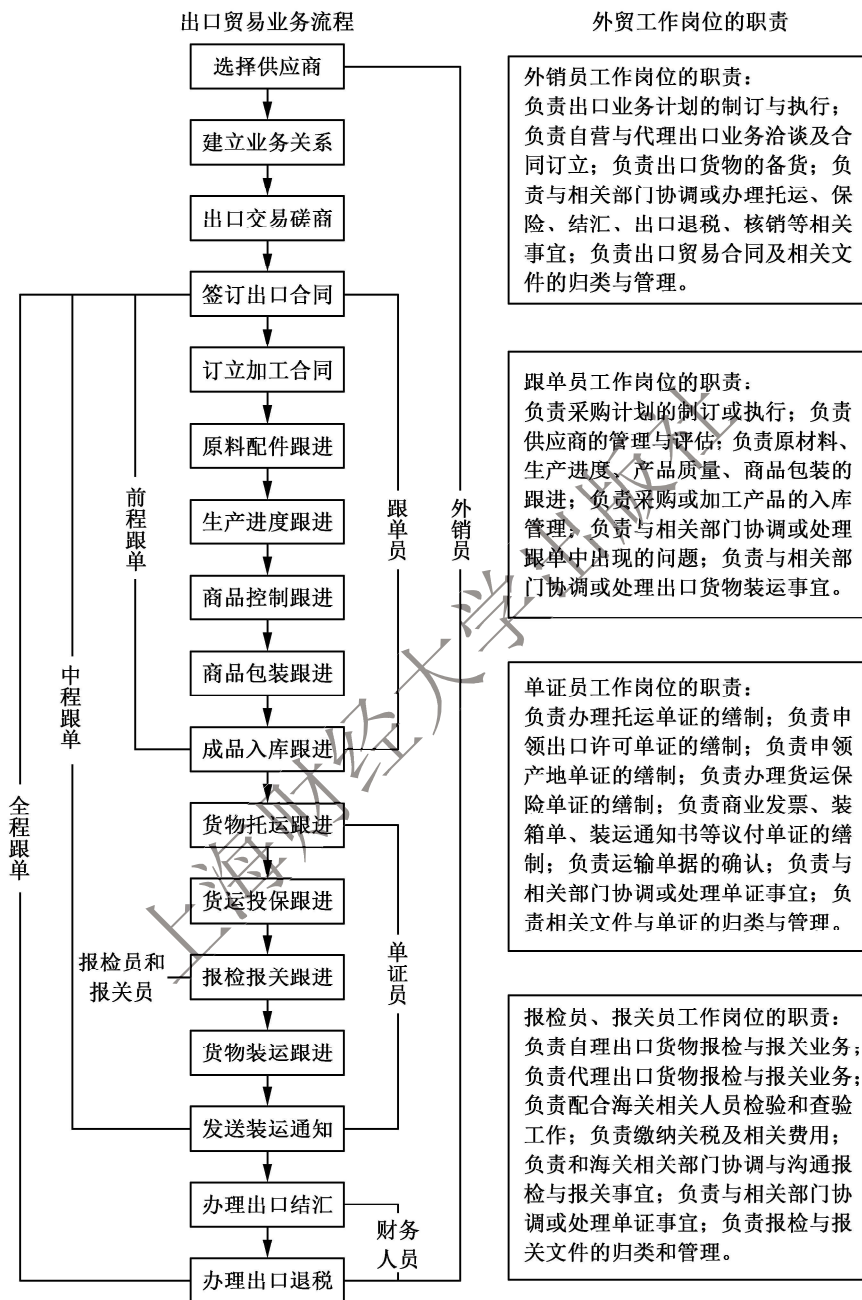 出口贸易业务流程
选择供应商
建立业务关系
出口交易磋商
签订出口合同
订立加工合同
原料配件跟进
生产进度跟进
商品控制跟进
商品包装跟进
成品入库跟进
货物托运跟进
货运投保跟进
报检报关跟进
货物装运跟进
发送装运通知
办理出口结汇
办理出口退税
全程跟单
中程跟单
前程跟单
跟单员
外销员
单证员
报检员和
报关员
财务
人员
外贸工作岗位的职责
外销员工作岗位的职责：
负责出口业务计划的制订与执行；
负责自营与代理出口业务洽谈及合
同订立；负责出口货物的备货；负
责与相关部门协调或办理托运、保
险、结汇、出口退税、核销等相关
事宜；负责出口贸易合同及相关文
件的归类与管理。
跟单员工作岗位的职责：
负责采购计划的制订或执行；负责
供应商的管理与评估；负责原材料、
生产进度、产品质量、商品包装的
跟进；负责采购或加工产品的入库
管理；负责与相关部门协调或处理
跟单中出现的问题；负责与相关部
门协调或处理出口货物装运事宜。
单证员工作岗位的职责：
负责办理托运单证的缮制；负责申
领出口许可单证的缮制；负责申领
产地单证的缮制；负责办理货运保
险单证的缮制；负责商业发票、装
箱单、装运通知书等议付单证的缮
制；负责运输单据的确认；负责与
相关部门协调或处理单证事宜；负
责相关文件与单证的归类与管理。
报检员、报关员工作岗位的职责：
负责自理出口货物报检与报关业务；
负责代理出口货物报检与报关业务；
负责配合海关相关人员检验和查验
工作；负责缴纳关税及相关费用；
负责和海关相关部门协调与沟通报
检与报关事宜；负责与相关部门协
调或处理单证事宜；负责报检与报
关文件的归类和管理。
上海财经大学出版社